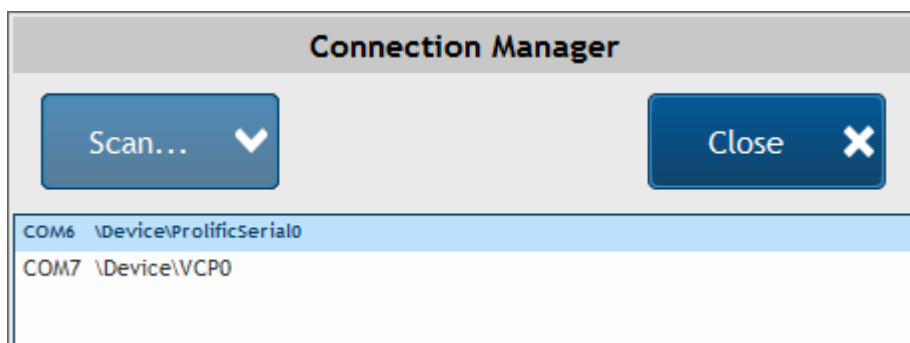 Connection Manager
Scan... Close
COM6 \Device\ProlificSerial0
COM7 \Device\VCP0